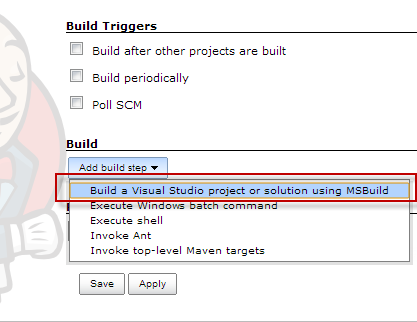 Build Triggers
Build after other projects are built
Build periodically
Poll SCM
Build
Add build step
Build a Visual Studio project or solution using MSBuild
Execute Windows batch command
Execute shell
Invoke Ant
Invoke top-level Maven targets
Save Apply